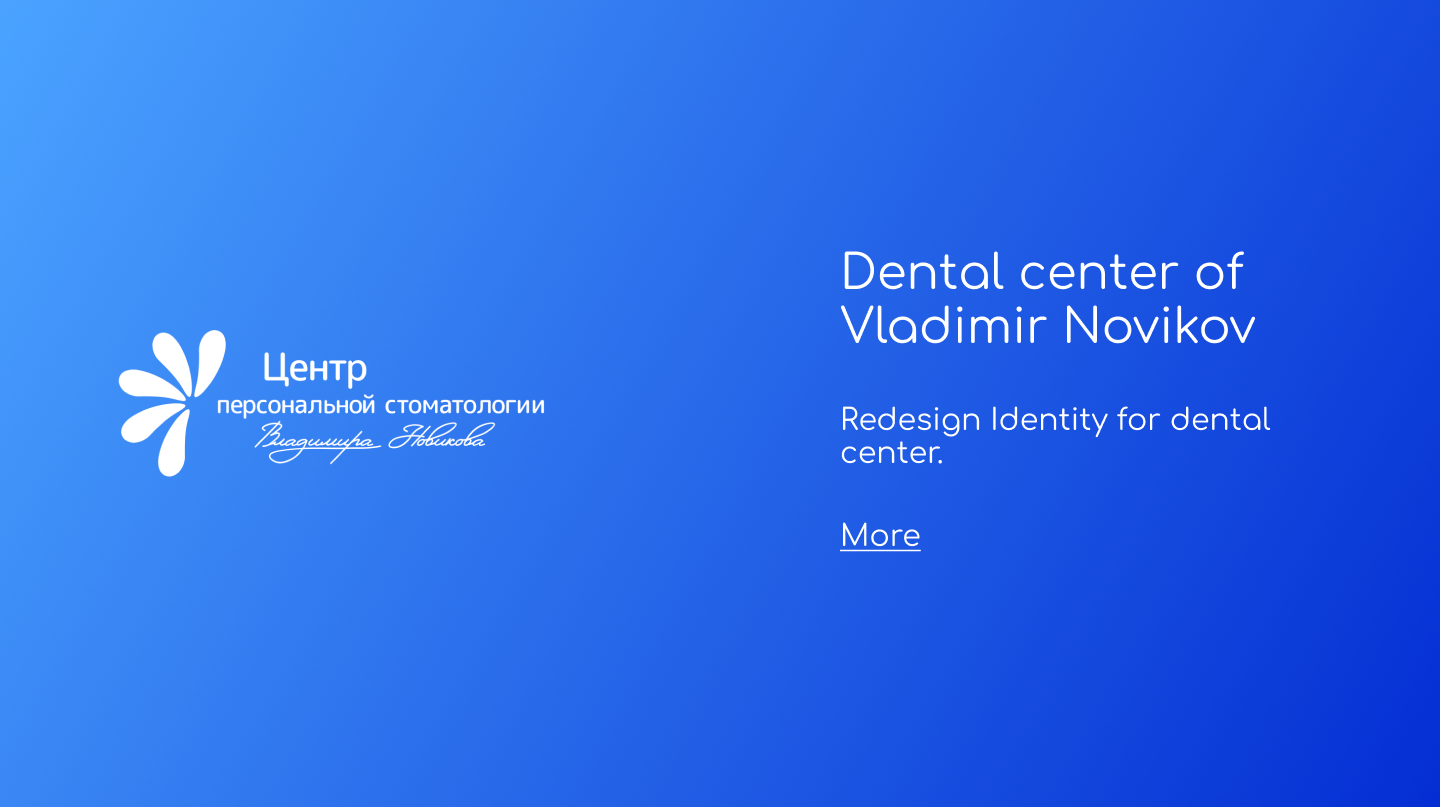 Центр
персональной стоматологии
Владимира Новикова
Dental center of
Vladimir Novikov
Redesign Identity for dental
center.
More